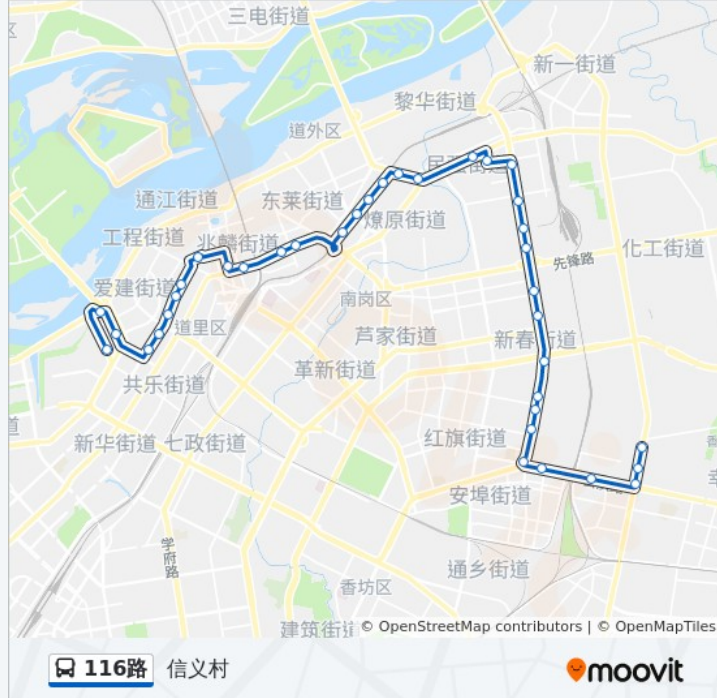 三电街道
新一街道
黎华街道
道外区
通江街道
东莱街道
燎原街道
工程街道
兆麟街道
化工街道
先锋路
爱建街道
南岗区
道里区
芦家街道
新春街道
革新街道
共乐街道
新华街道
七政街道
红旗街道
安埠街道
学府路
通乡街道
香坊区
建筑街道
© OpenStreetMap contributors | © OpenMapTiles
116路 信义村
moovit